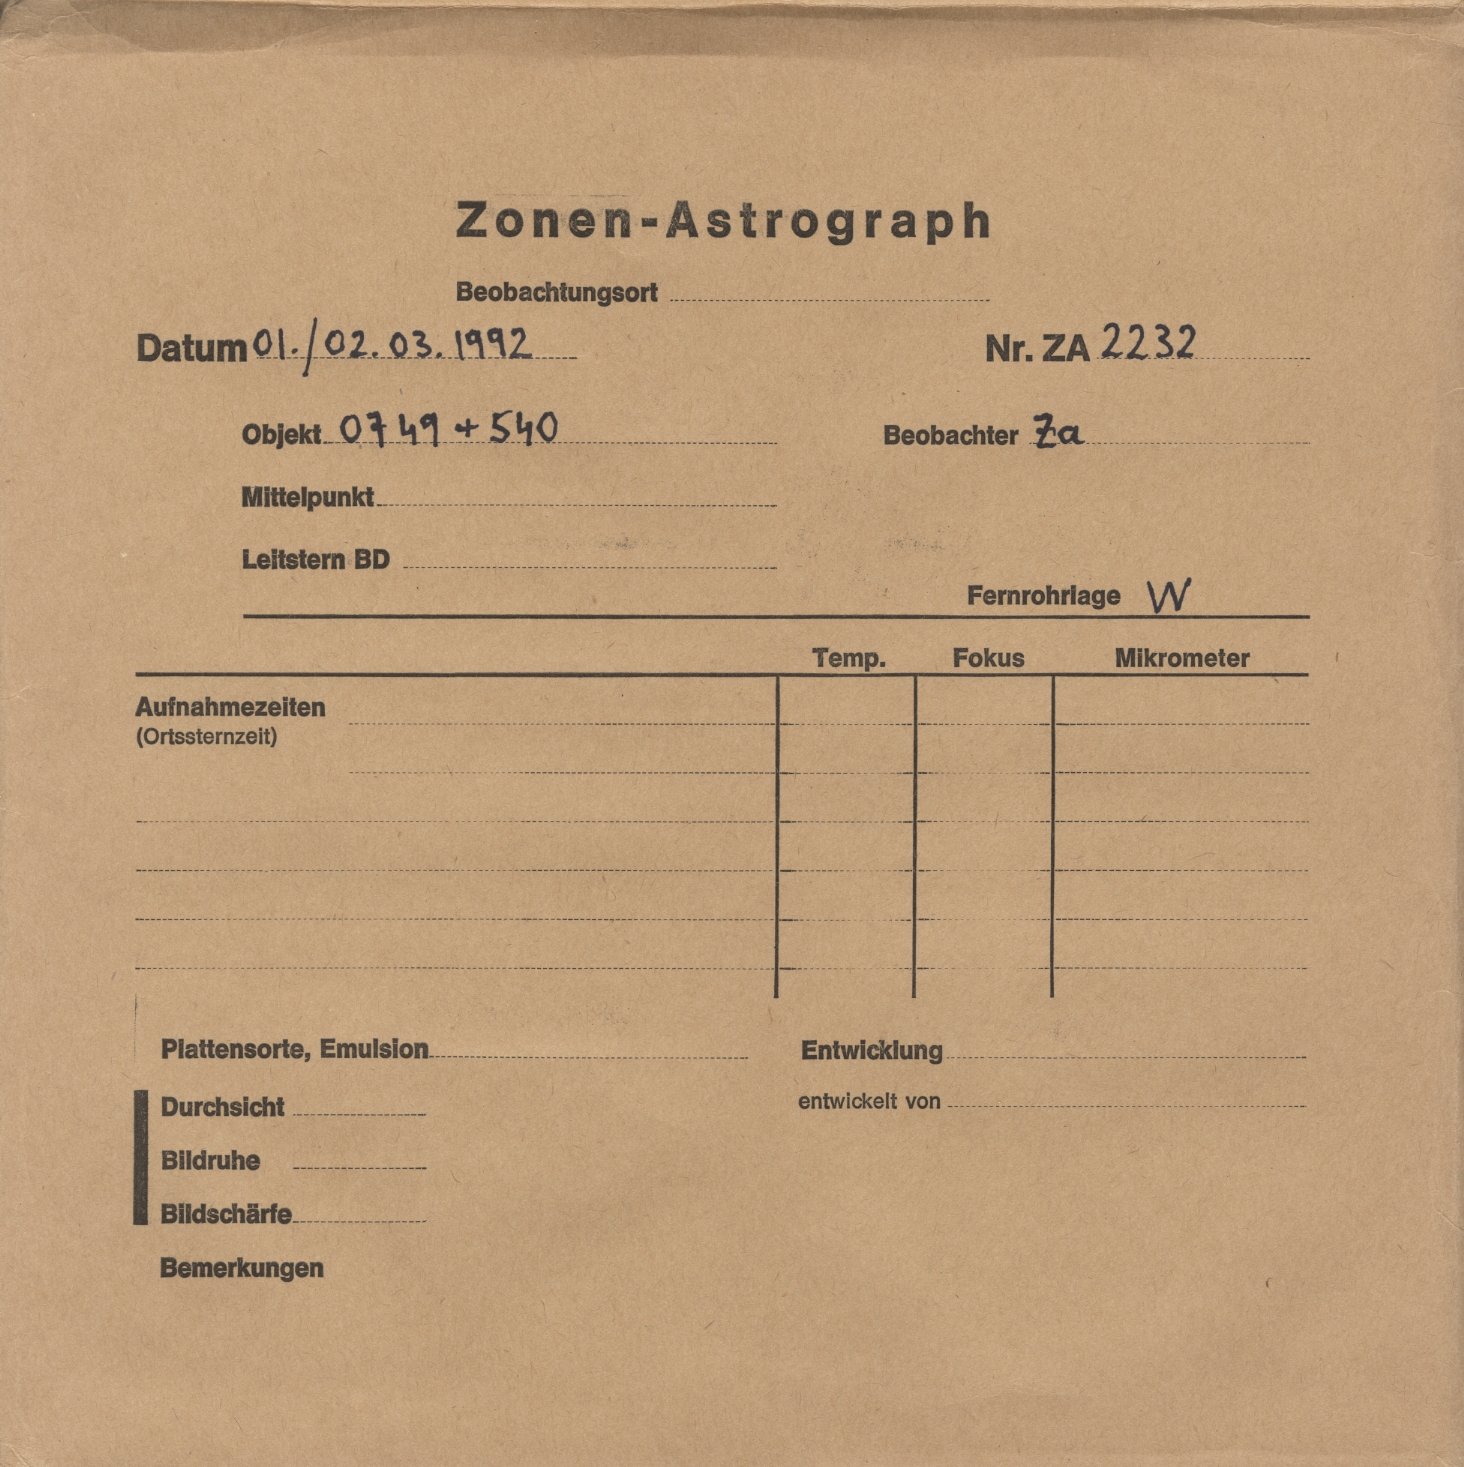 Zonen-Astrograph
Beobachtungsort
Datum 01./02.03.1992 Nr. ZA 2232
Objekt 0749+540 Beobachter Za
Mittelpunkt
Leitstern BD
Fernrohrlage W
Temp. Fokus Mikrometer
Aufnahmezeiten
(Ortssternzeit)
Plattensorte, Emulsion Entwicklung
Durchsicht entwickelt von
Bildruhe
Bildschärfe
Bemerkungen